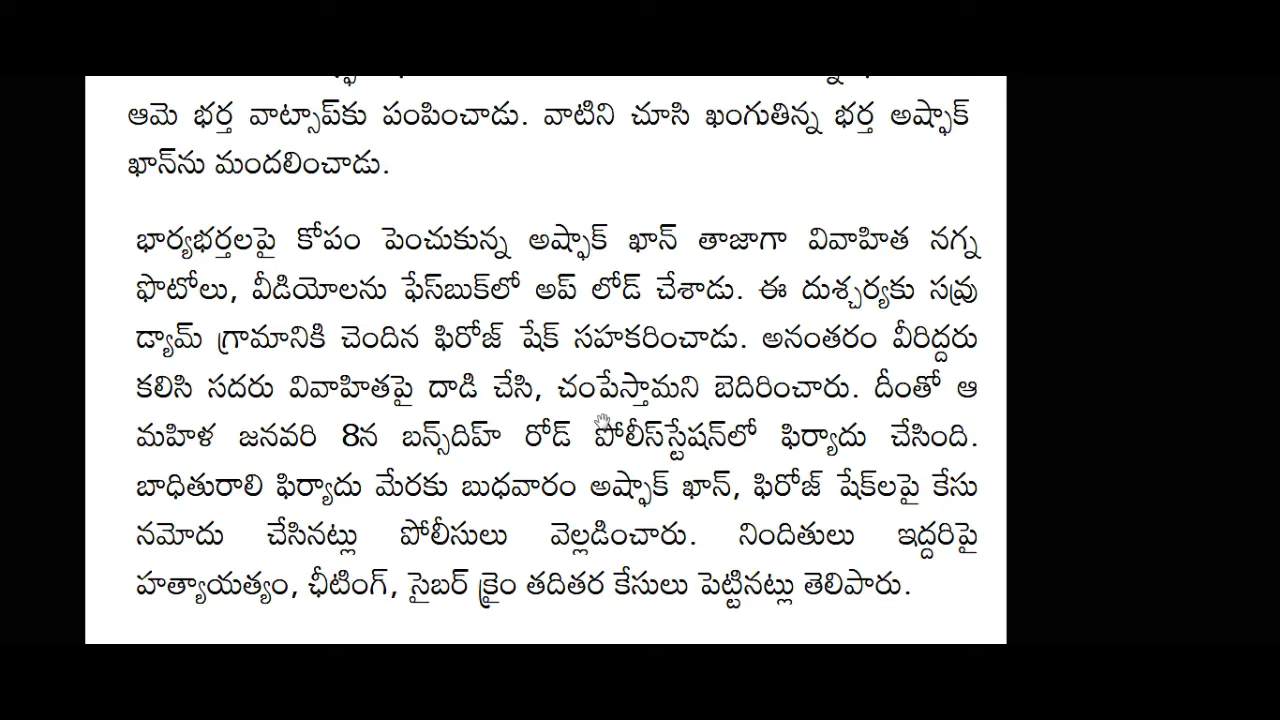 ఆమె భర్త వాట్సాప్‌కు పంపించాడు. వాటిని చూసి ఖంగుతిన్న భర్త అష్ఫాక్
ఖాన్‌ను మందలించాడు.
భార్యభర్తలపై కోపం పెంచుకున్న అష్ఫాక్ ఖాన్ తాజాగా వివాహిత నగ్న
ఫొటోలు, వీడియోలను ఫేస్‌బుక్‌లో అప్ లోడ్ చేశాడు. ఈ దుశ్చర్యకు సవ్రు
డ్యామ్ గ్రామానికి చెందిన ఫిరోజ్ షేక్ సహకరించాడు. అనంతరం వీరిద్దరు
కలిసి సదరు వివాహితపై దాడి చేసి, చంపేస్తామని బెదిరించారు. దీంతో ఆ
మహిళ జనవరి 8న బన్స్‌దిహ్ రోడ్ పోలీస్‌స్టేషన్‌లో ఫిర్యాదు చేసింది.
బాధితురాలి ఫిర్యాదు మేరకు బుధవారం అష్ఫాక్ ఖాన్, ఫిరోజ్ షేక్‌లపై కేసు
నమోదు చేసినట్లు పోలీసులు వెల్లడించారు. నిందితులు ఇద్దరిపై
హత్యాయత్యం, ఛీటింగ్, సైబర్ క్రైం తదితర కేసులు పెట్టినట్లు తెలిపారు.